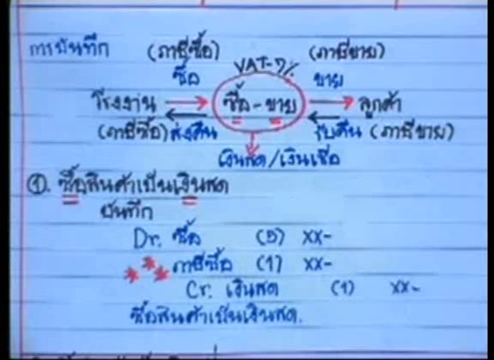 การบันทึก (ภาษีซื้อ) VAT-7% (ภาษีขาย)
ซื้อ ขาย
โรงงาน ซื้อ-ขาย ลูกค้า
(ภาษีซื้อ) ส่งคืน รับคืน (ภาษีขาย)
เงินสด/เงินเชื่อ
①. ซื้อสินค้าเป็นเงินสด
บันทึก
Dr. ซื้อ (5) XX-
ภาษีซื้อ (1) XX-
Cr. เงินสด (1) XX-
ซื้อสินค้าเป็นเงินสด.